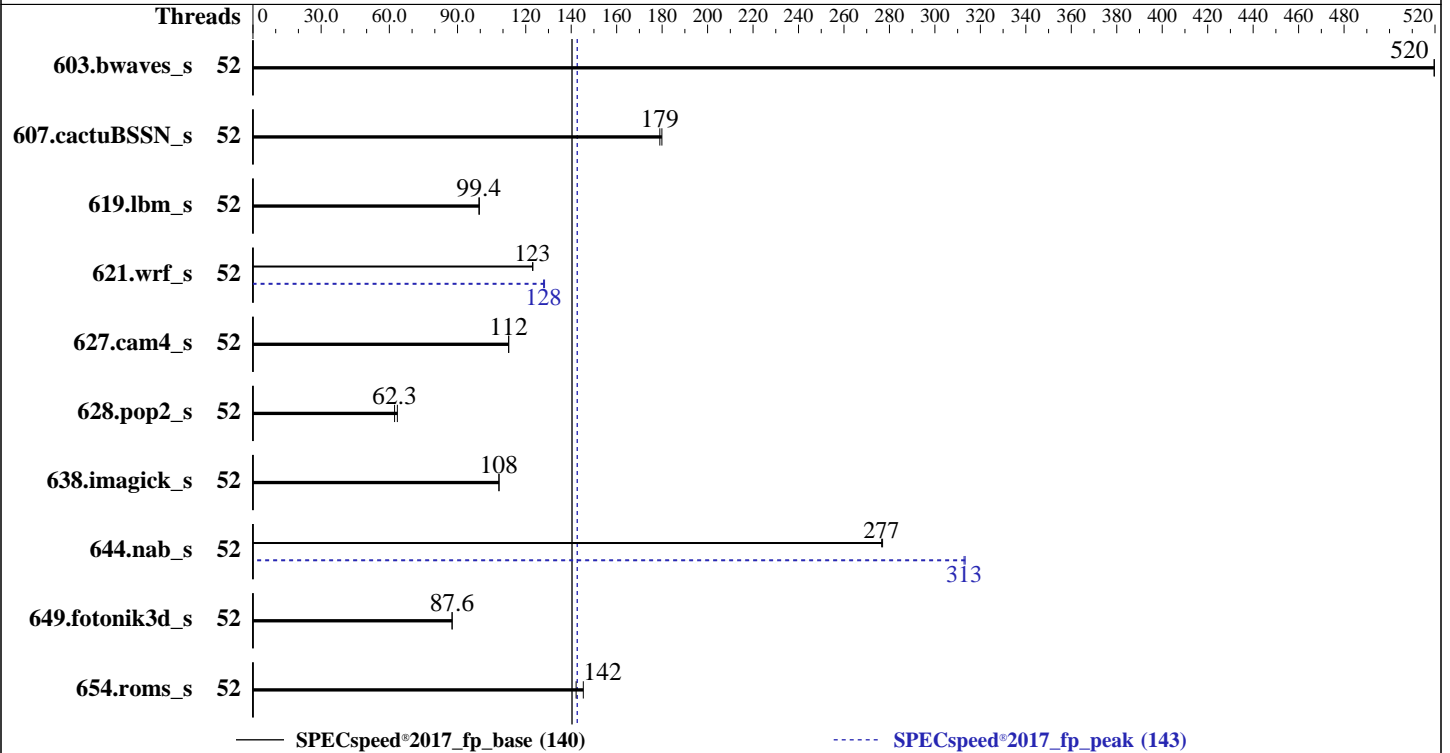 Threads 0 30.0 60.0 90.0 120 140 160 180 200 220 240 260 280 300 320 340 360 380 400 420 440 460 480 520
520
603.bwaves_s 52
179
607.cactuBSSN_s 52
99.4
619.lbm_s 52
123
621.wrf_s 52
128
112
627.cam4_s 52
62.3
628.pop2_s 52
108
638.imagick_s 52
277
644.nab_s 52
313
87.6
649.fotonik3d_s 52
142
654.roms_s 52
SPECspeed®2017_fp_base (140) SPECspeed®2017_fp_peak (143)